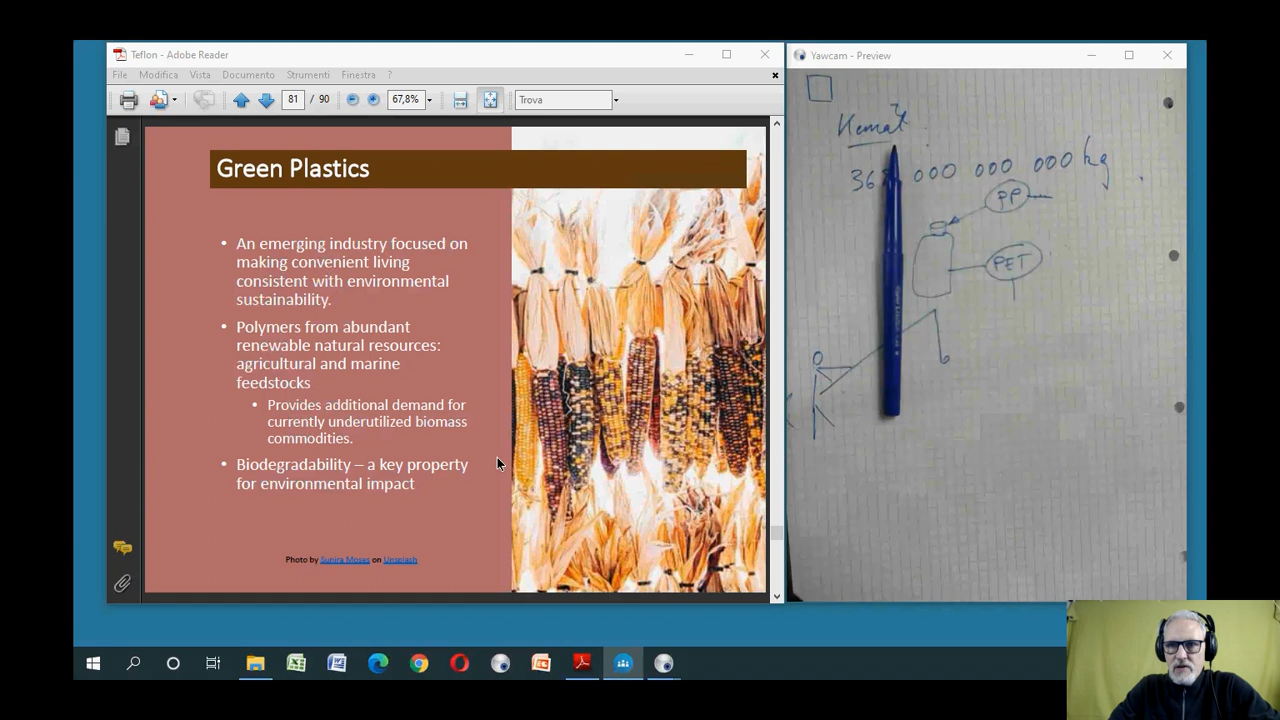 Teflon - Adobe Reader
File Modifica Vista Documento Strumenti Finestra ?
81 / 90 67,8% Trova
Green Plastics
• An emerging industry focused on
making convenient living
consistent with environmental
sustainability.
• Polymers from abundant
renewable natural resources:
agricultural and marine
feedstocks
• Provides additional demand for
currently underutilized biomass
commodities.
• Biodegradability – a key property
for environmental impact
Photo by Sunira Moses on Unsplash
Yawcam - Preview
000 000 000 kg
PP
PET